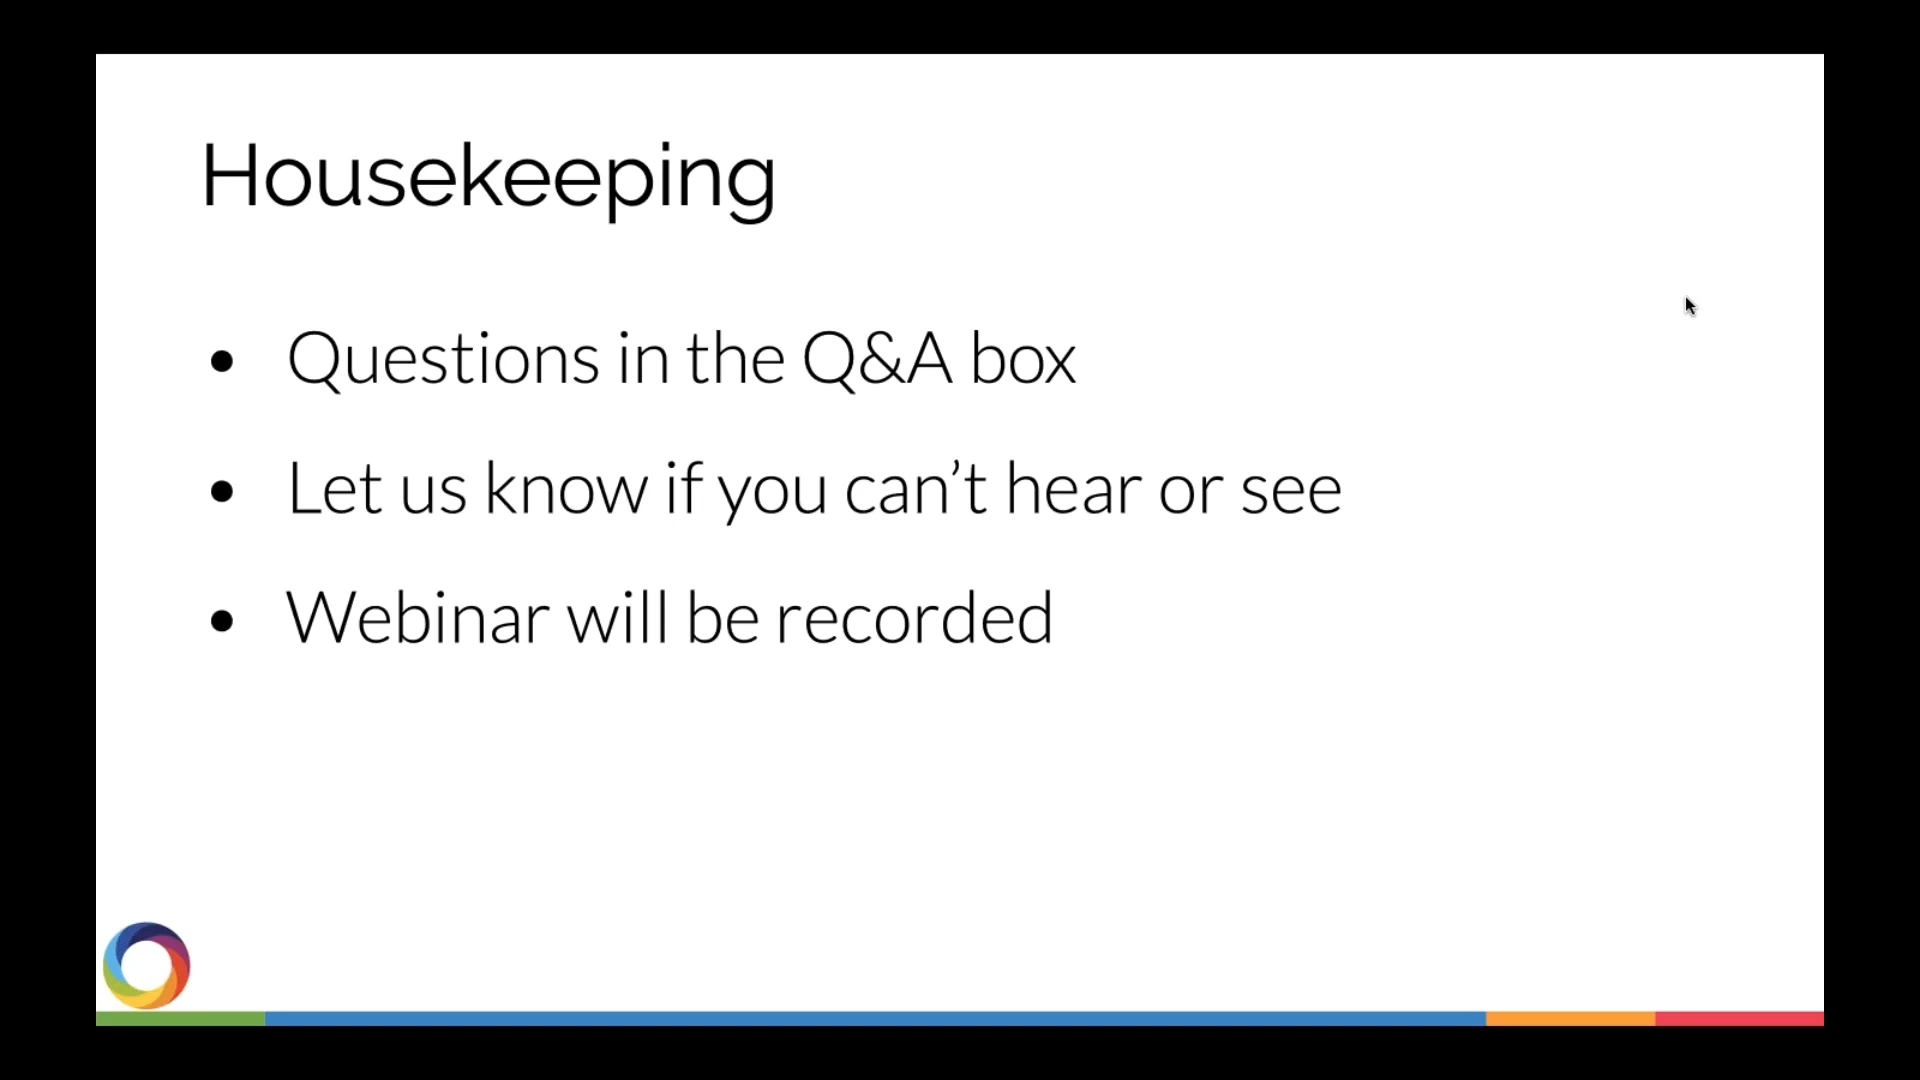 Housekeeping
• Questions in the Q&A box
• Let us know if you can’t hear or see
• Webinar will be recorded